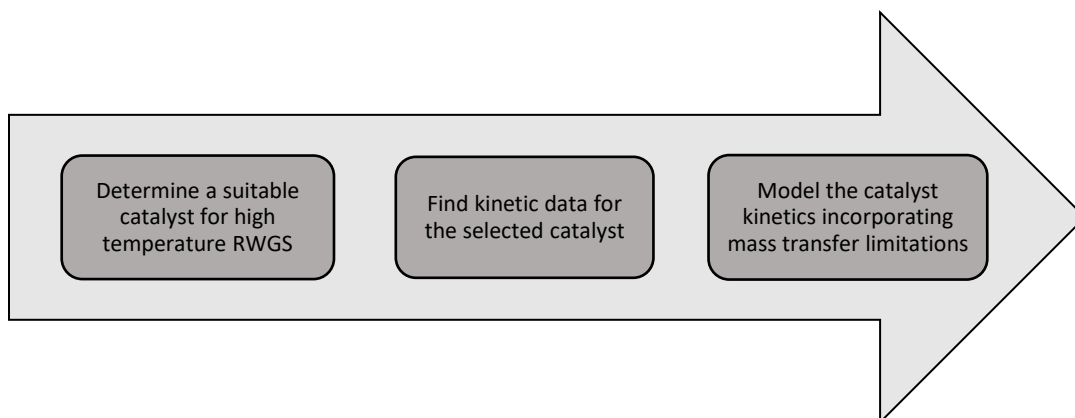 Determine a suitable
catalyst for high
temperature RWGS
Find kinetic data for
the selected catalyst
Model the catalyst
kinetics incorporating
mass transfer limitations